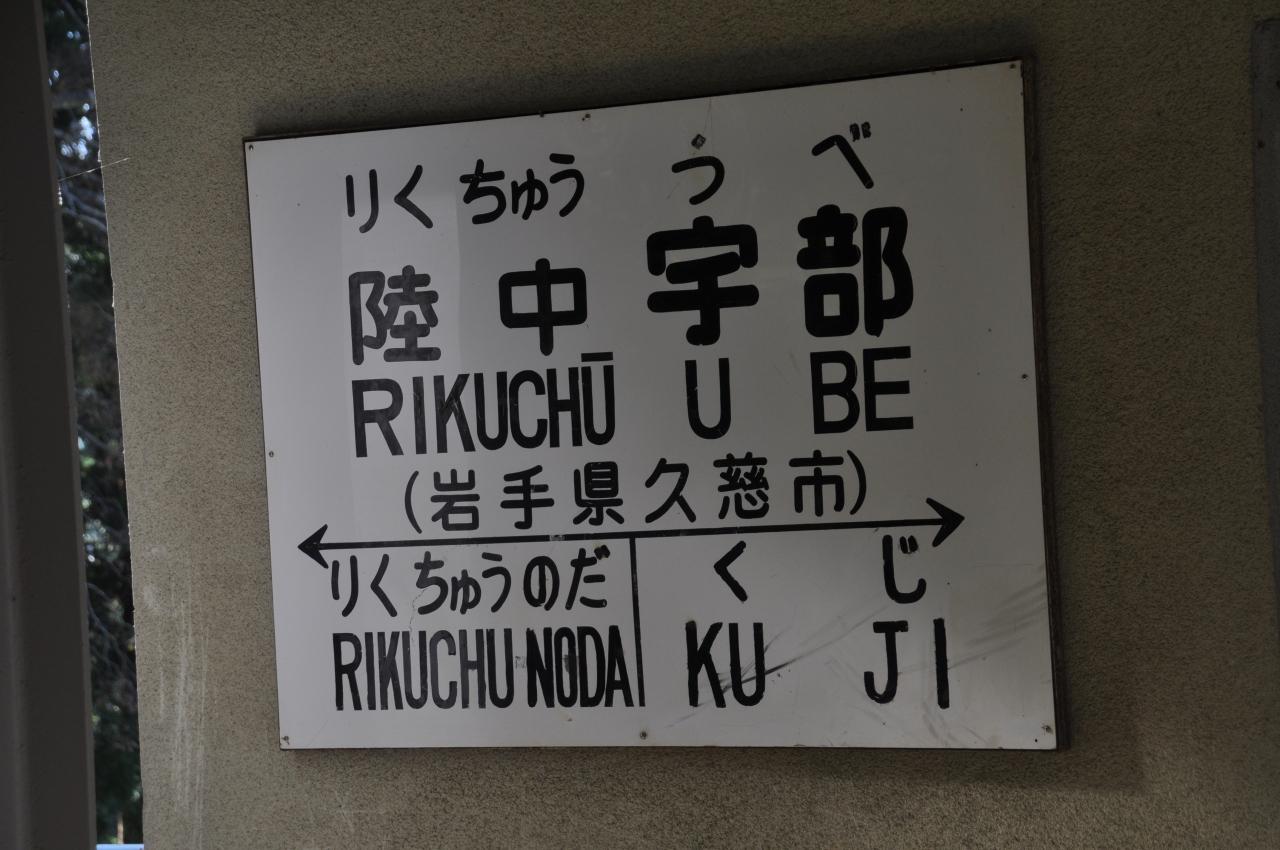 りくちゅう つ べ
陸中宇部
RIKUCHŪ U BE
(岩手県久慈市)
りくちゅうのだ く じ
RIKUCHU NODA KU JI